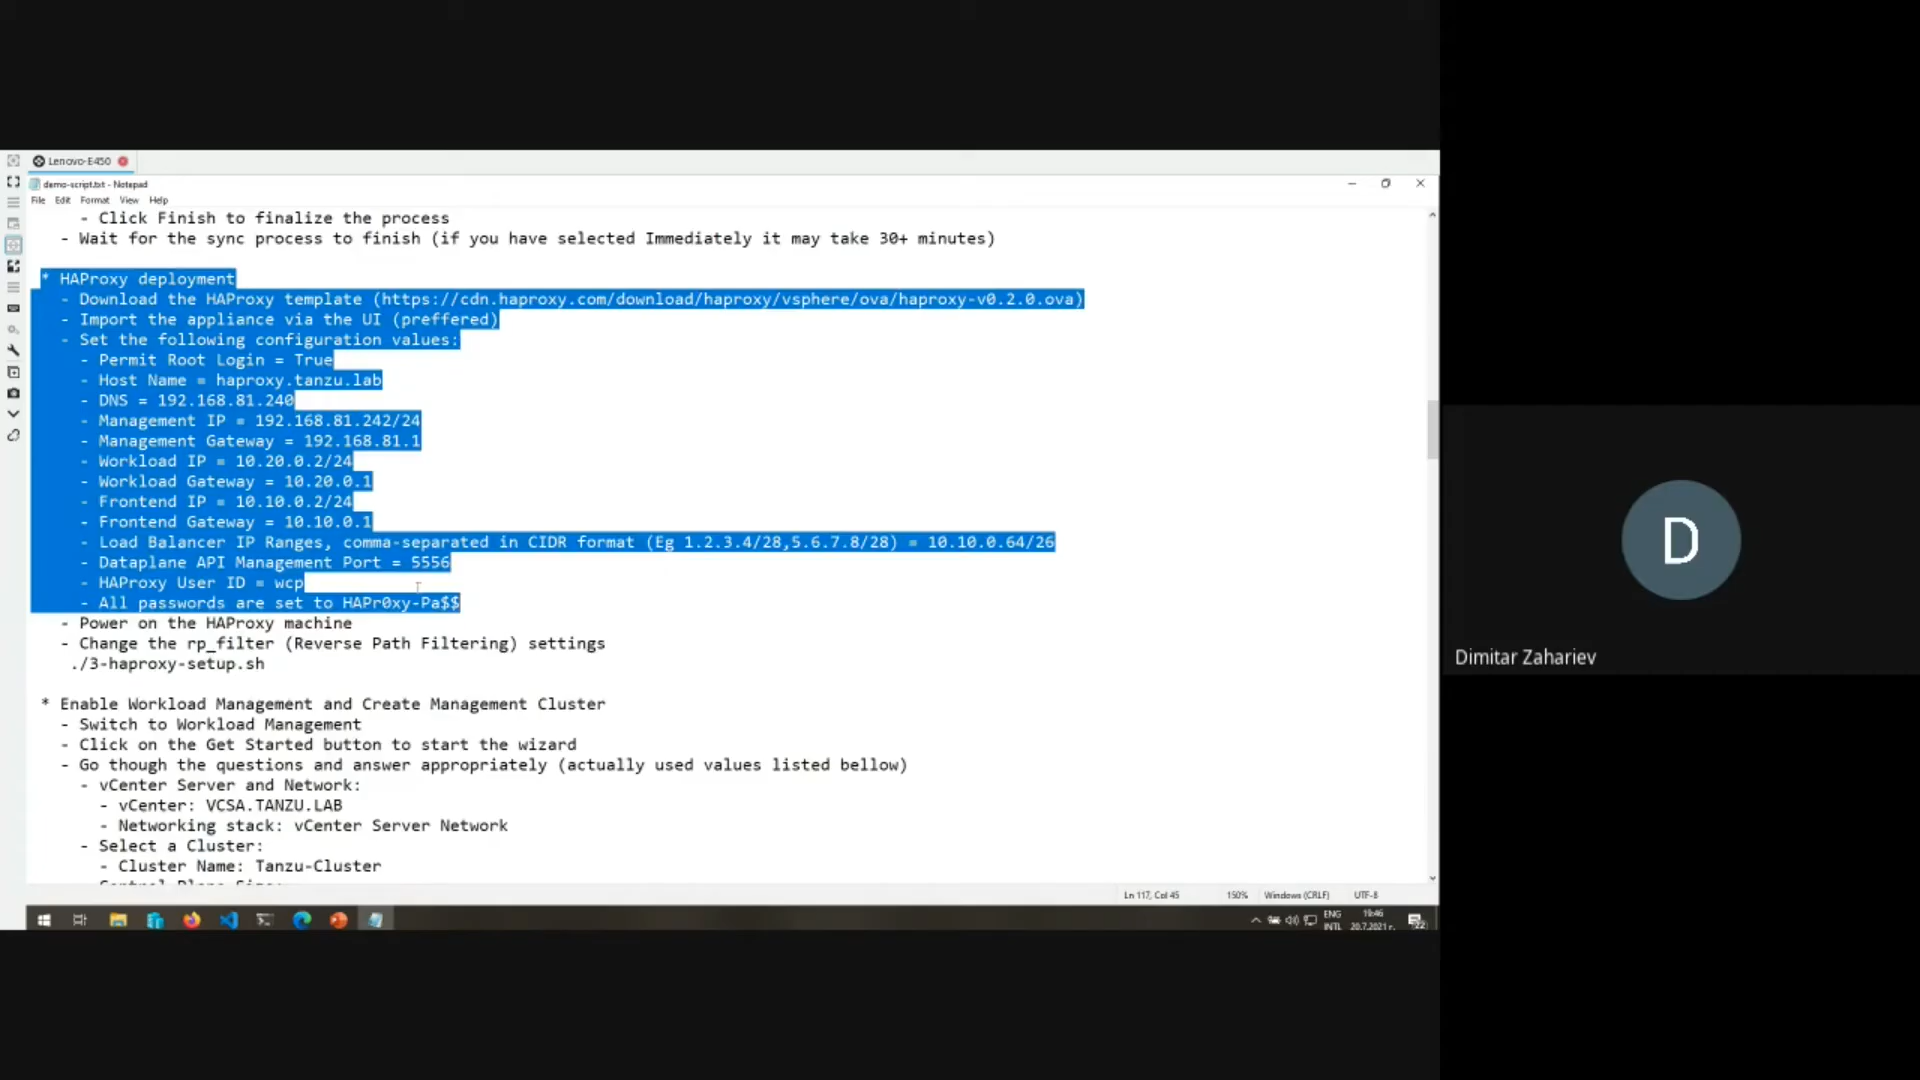 Lenovo-E450
demo-script.txt - Notepad
File Edit Format View Help
- Click Finish to finalize the process
- Wait for the sync process to finish (if you have selected Immediately it may take 30+ minutes)
* HAProxy deployment
- Download the HAProxy template (https://cdn.haproxy.com/download/haproxy/vsphere/ova/haproxy-v0.2.0.ova)
- Import the appliance via the UI (preffered)
- Set the following configuration values:
- Permit Root Login = True
- Host Name = haproxy.tanzu.lab
- DNS = 192.168.81.240
- Management IP = 192.168.81.242/24
- Management Gateway = 192.168.81.1
- Workload IP = 10.20.0.2/24
- Workload Gateway = 10.20.0.1
- Frontend IP = 10.10.0.2/24
- Frontend Gateway = 10.10.0.1
- Load Balancer IP Ranges, comma-separated in CIDR format (Eg 1.2.3.4/28,5.6.7.8/28) = 10.10.0.64/26
- Dataplane API Management Port = 5556
- HAProxy User ID = wcp
- All passwords are set to HAPr0xy-Pa$$
- Power on the HAProxy machine
- Change the rp_filter (Reverse Path Filtering) settings
./3-haproxy-setup.sh
* Enable Workload Management and Create Management Cluster
- Switch to Workload Management
- Click on the Get Started button to start the wizard
- Go though the questions and answer appropriately (actually used values listed bellow)
- vCenter Server and Network:
- vCenter: VCSA.TANZU.LAB
- Networking stack: vCenter Server Network
- Select a Cluster:
- Cluster Name: Tanzu-Cluster
Ln 117, Col 45 150% Windows (CRLF) UTF-8
ENG 19:46
INTL 20.7.2021 г.
22
D
Dimitar Zahariev